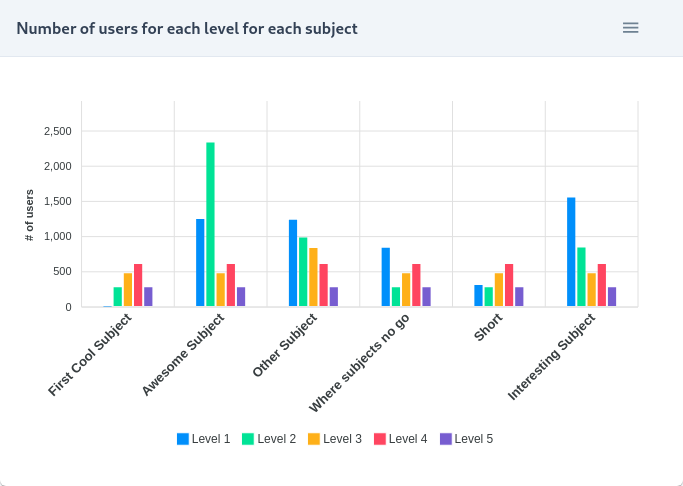 Number of users for each level for each subject
# of users
2,500
2,000
1,500
1,000
500
0
First Cool Subject
Awesome Subject
Other Subject
Where subjects no go
Short
Interesting Subject
Level 1 Level 2 Level 3 Level 4 Level 5